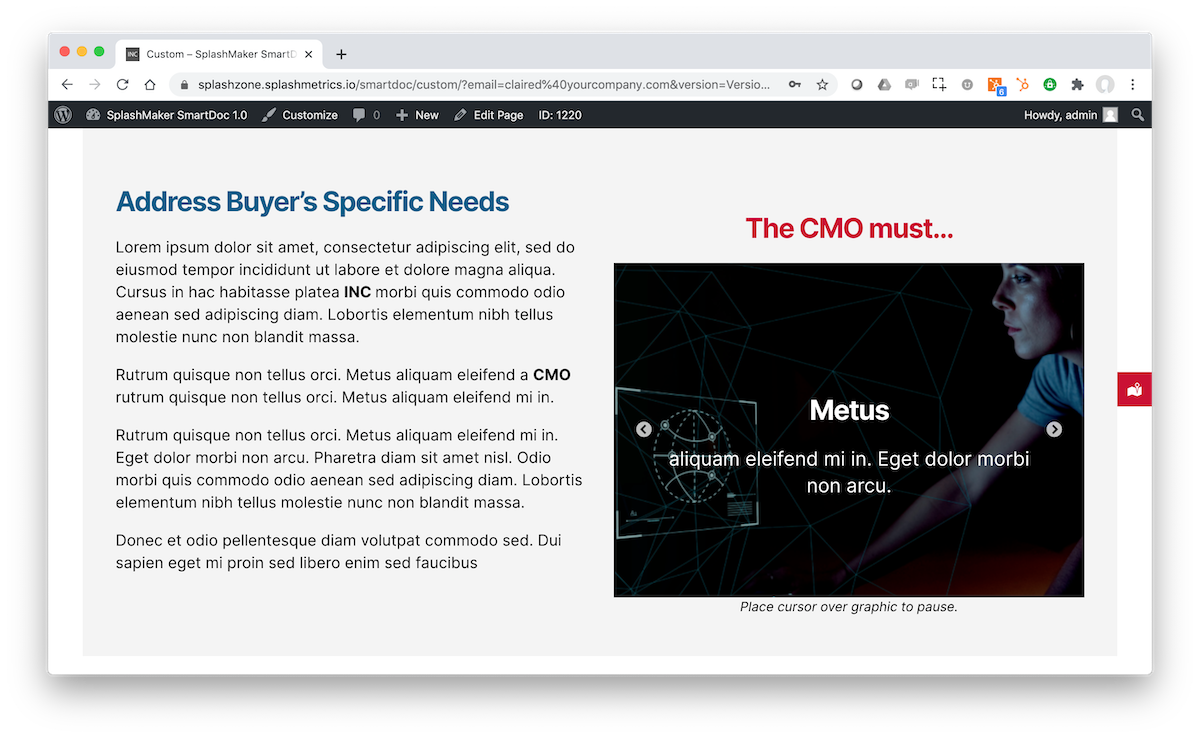 INC Custom – SplashMaker SmartD
splashzone.splashmetrics.io/smartdoc/custom/?email=claired%40yourcompany.com&version=Versio...
6
SplashMaker SmartDoc 1.0 Customize 0 New Edit Page ID: 1220 Howdy, admin
Address Buyer’s Specific Needs
Lorem ipsum dolor sit amet, consectetur adipiscing elit, sed do
eiusmod tempor incididunt ut labore et dolore magna aliqua.
Cursus in hac habitasse platea INC morbi quis commodo odio
aenean sed adipiscing diam. Lobortis elementum nibh tellus
molestie nunc non blandit massa.
Rutrum quisque non tellus orci. Metus aliquam eleifend a CMO
rutrum quisque non tellus orci. Metus aliquam eleifend mi in.
Rutrum quisque non tellus orci. Metus aliquam eleifend mi in.
Eget dolor morbi non arcu. Pharetra diam sit amet nisl. Odio
morbi quis commodo odio aenean sed adipiscing diam. Lobortis
elementum nibh tellus molestie nunc non blandit massa.
Donec et odio pellentesque diam volutpat commodo sed. Dui
sapien eget mi proin sed libero enim sed faucibus
The CMO must...
Metus
aliquam eleifend mi in. Eget dolor morbi
non arcu.
Place cursor over graphic to pause.